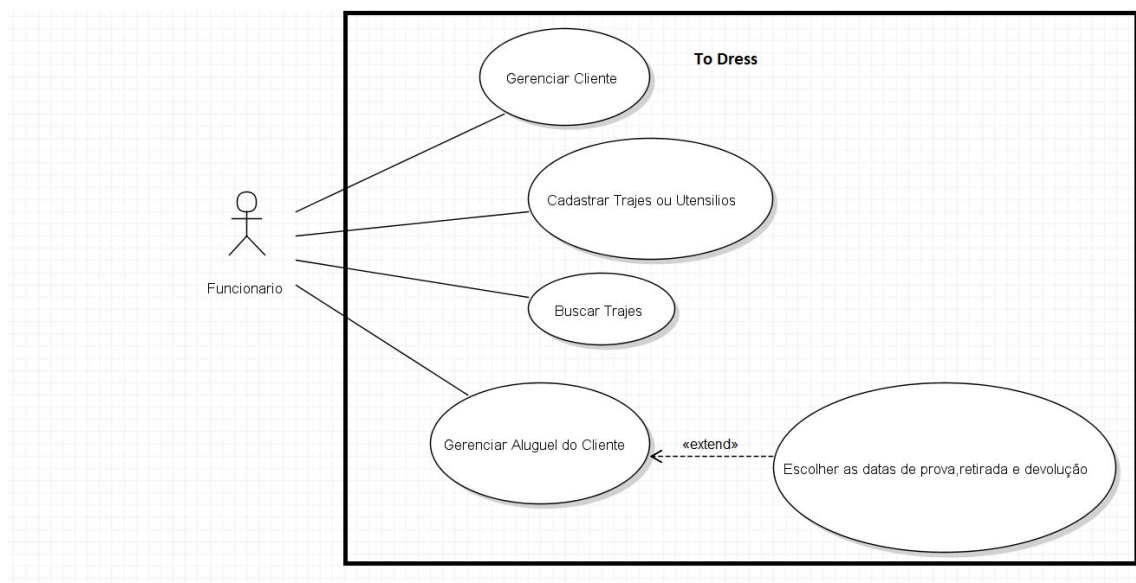 To Dress
Gerenciar Cliente
Cadastrar Trajes ou Utensilios
Funcionario
Buscar Trajes
Gerenciar Aluguel do Cliente
«extend»
Escolher as datas de prova,retirada e devolução